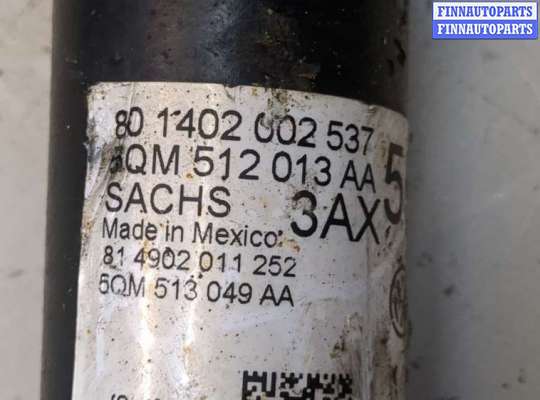 FINNAUTOPARTS
FINNAUTOPARTS
80 1402 002 537
5QM 512 013 AA
5
SACHS
3AX
Made in Mexico
81 4902 011 252
5QM 513 049 AA